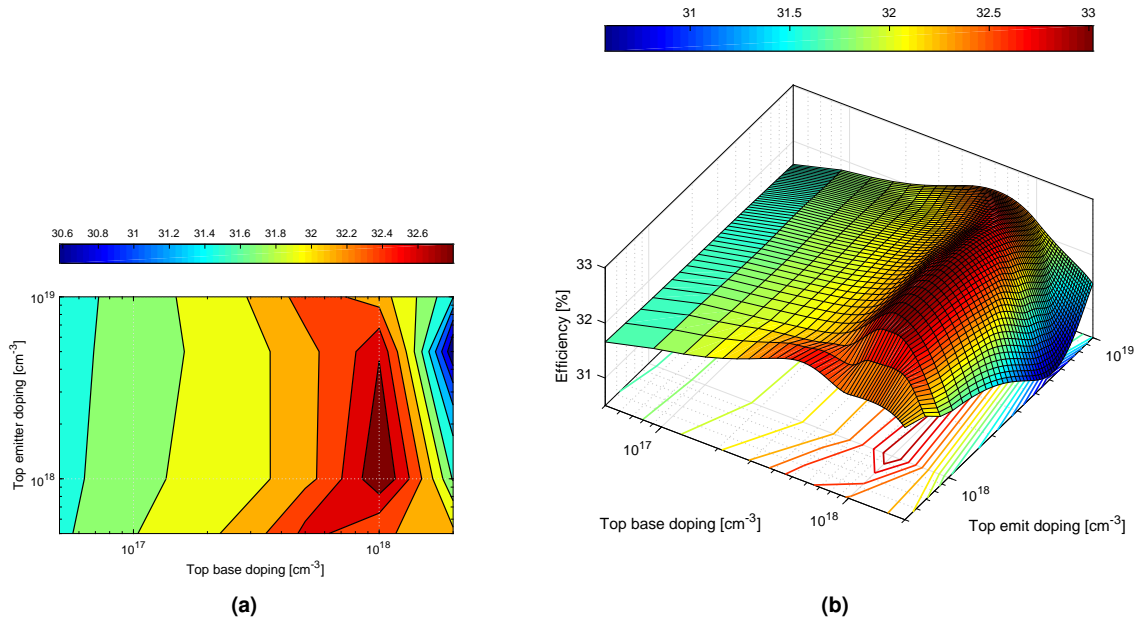 31 31.5 32 32.5 33
30.6 30.8 31 31.2 31.4 31.6 31.8 32 32.2 32.4 32.6
10^19
10^18
Top emitter doping [cm^-3]
10^17 10^18
Top base doping [cm^-3]
(a)
33
32
31
Efficiency [%]
10^17
10^18
Top base doping [cm^-3]
10^19
10^18
Top emit doping [cm^-3]
(b)